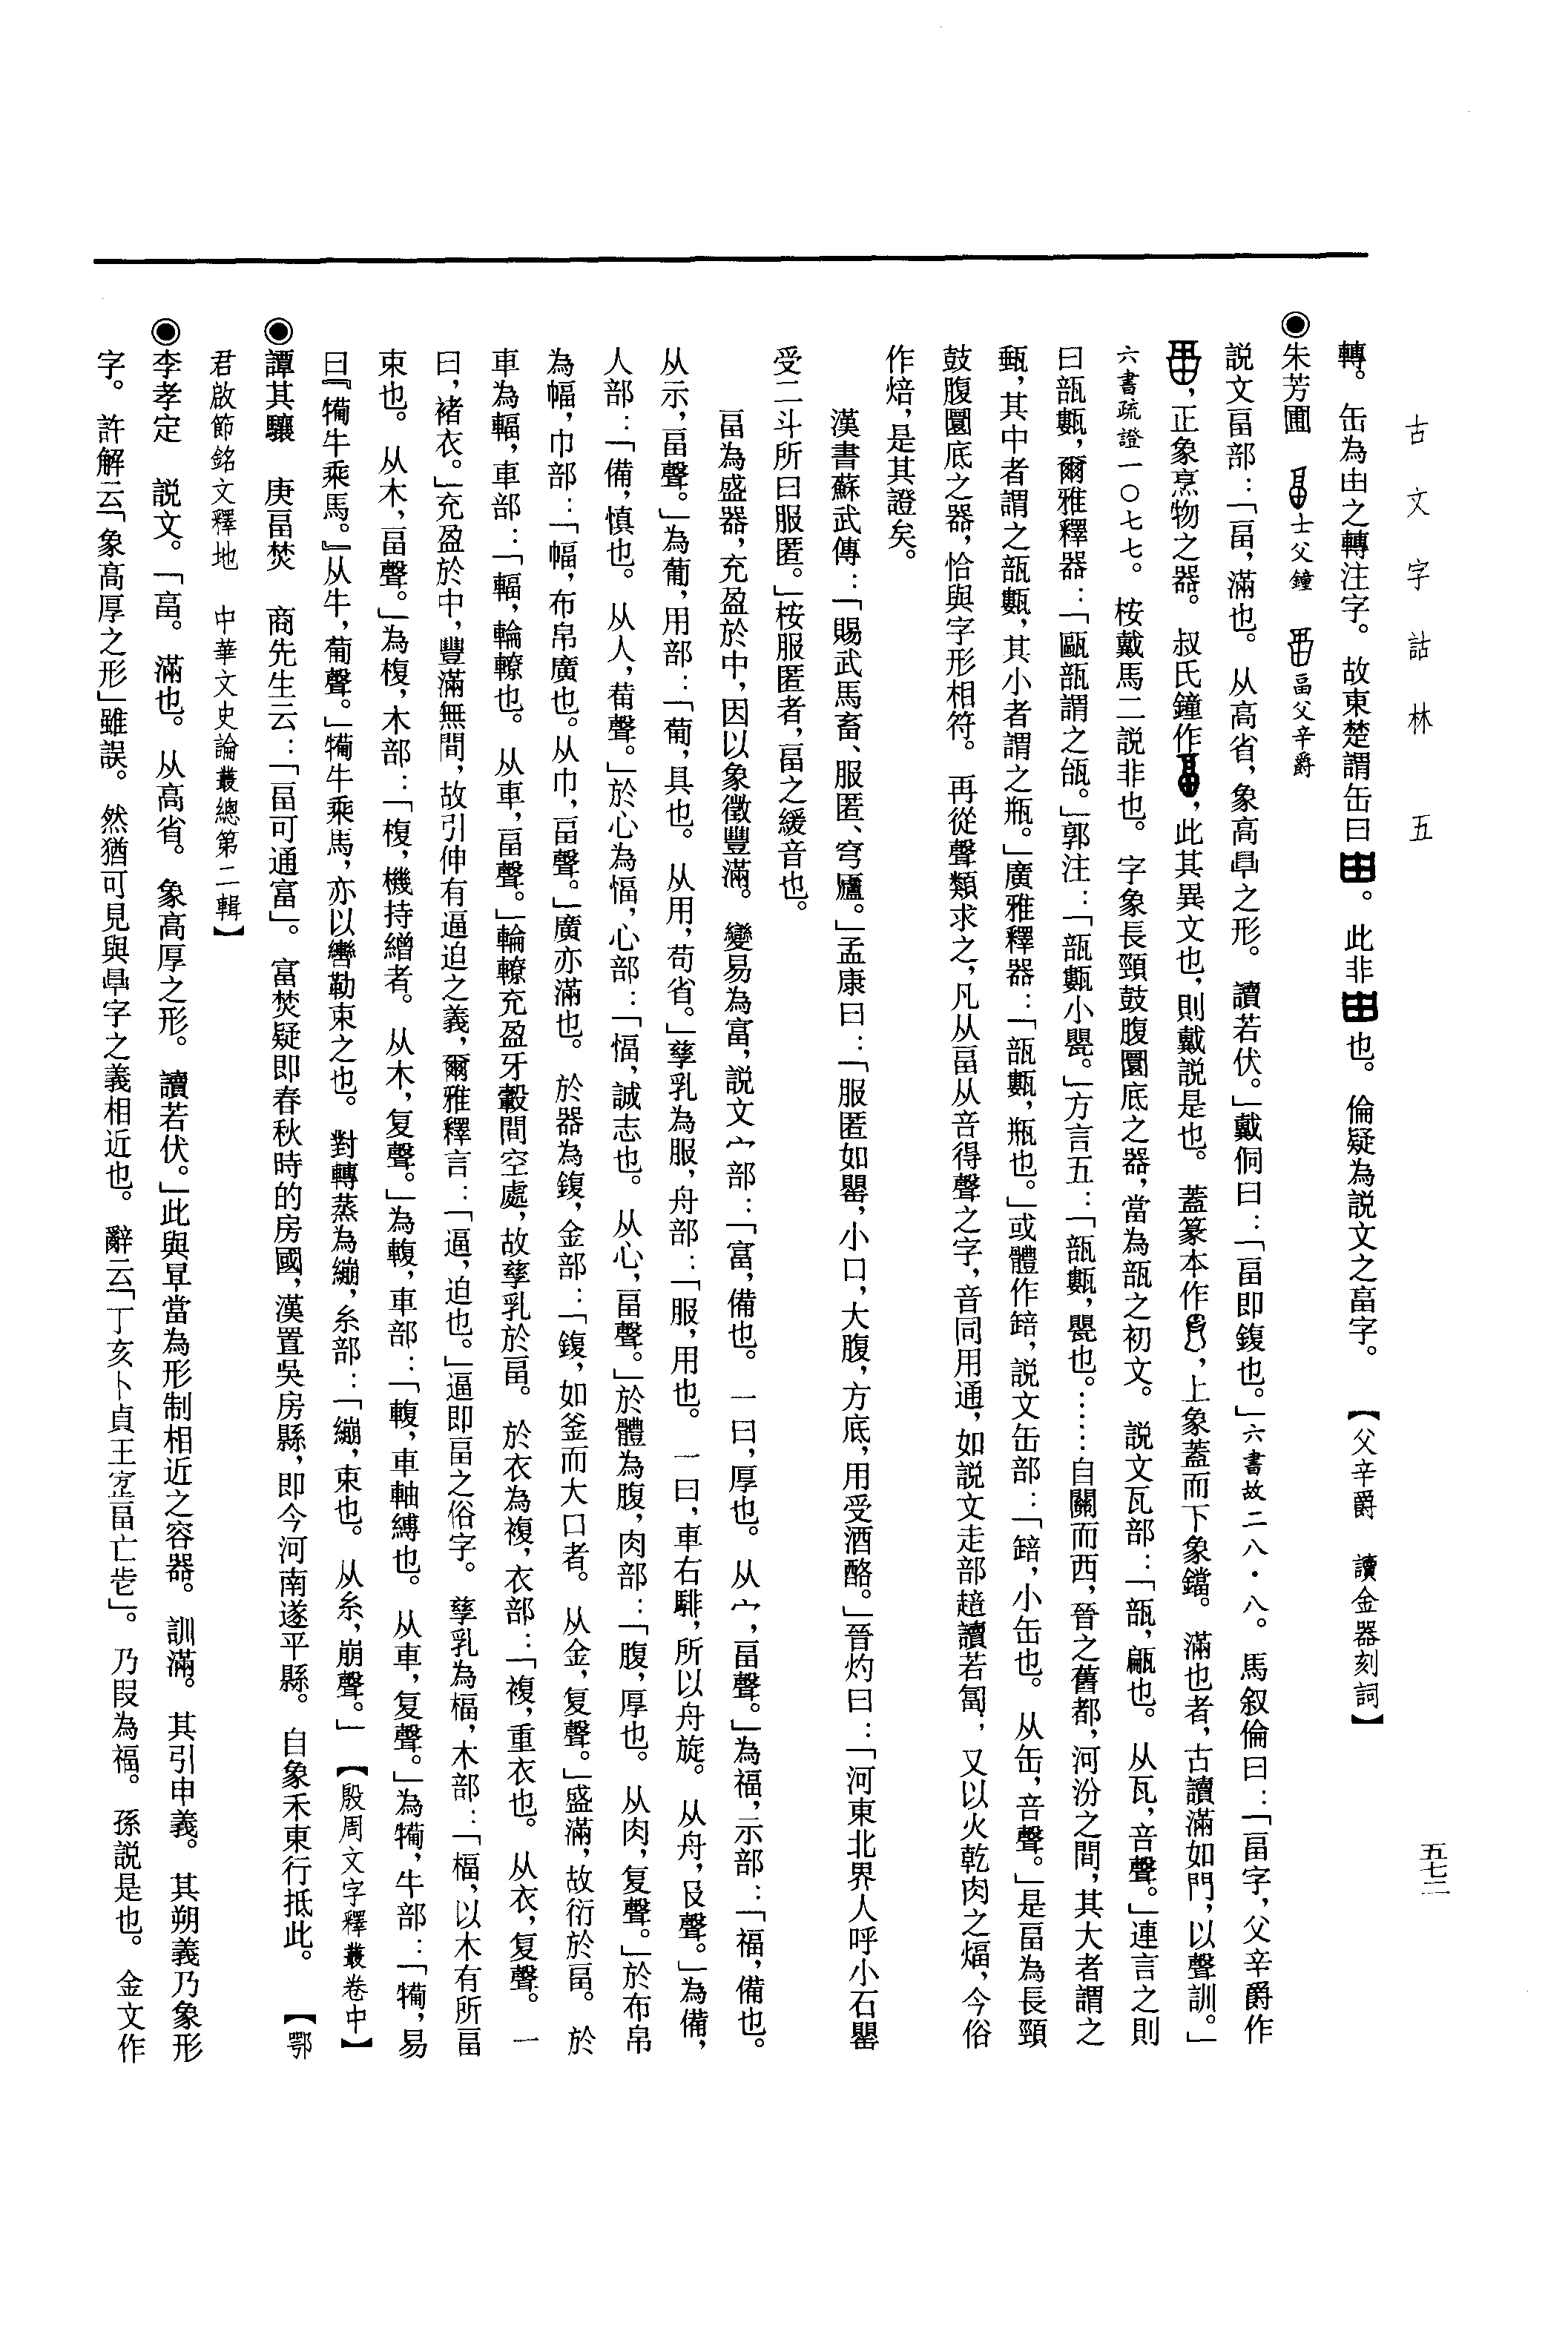 古文字詁林 五
五七二
轉。缶為由之轉注字。故東楚謂缶曰。此非也。倫疑為説文之畗字。【父辛爵 讀金器刻詞】
◉朱芳圃 士父鐘 畐父辛爵
説文畐部：「畐，滿也。从高省，象高厚之形。讀若伏。」戴侗曰：「畐即鍑也。」六書故二八·八。馬叙倫曰：「畐字，父辛爵作
，正象烹物之器。叔氏鐘作，此其異文也，則戴説是也。蓋篆本作，上象蓋而下象鐺。滿也者，古讀滿如門，以聲訓。」
六書疏證一〇七七。桉戴馬二説非也。字象長頸鼓腹圜底之器，當為瓿之初文。説文瓦部：「瓿，㼜也。从瓦，咅聲。」連言之則
曰瓿甊，爾雅釋器：「甌瓿謂之瓵。」郭注：「瓿甊小甖。」方言五：「瓿甊，甖也。……自關而西，晉之舊都，河汾之間，其大者謂之
甀，其中者謂之瓿甊，其小者謂之瓶。」廣雅釋器：「瓿甊，瓶也。」或體作䍌，説文缶部：「䍌，小缶也。从缶，咅聲。」是畐為長頸
鼓腹圜底之器，恰與字形相符。再從聲類求之，凡从畐从咅得聲之字，音同用通，如説文走部䞳讀若匐，又以火乾肉之煏，今俗
作焙，是其證矣。
漢書蘇武傳：「賜武馬畜、服匿、穹廬。」孟康曰：「服匿如罌，小口，大腹，方底，用受酒酪。」晉灼曰：「河東北界人呼小石罌
受二斗所曰服匿。」桉服匿者，畐之緩音也。
畐為盛器，充盈於中，因以象徵豐滿。變易為富，説文宀部：「富，備也。一曰，厚也。从宀，畐聲。」為福，示部：「福，備也。
从示，畐聲。」為葡，用部：「葡，具也。从用，苟省。」孳乳為服，舟部：「服，用也。一曰，車右騑，所以舟旋。从舟，𠬝聲。」為備，
人部：「備，慎也。从人，𤰈聲。」於心為愊，心部：「愊，誠志也。从心，畐聲。」於體為腹，肉部：「腹，厚也。从肉，复聲。」於布帛
為幅，巾部：「幅，布帛廣也。从巾，畐聲。」廣亦滿也。於器為鍑，金部：「鍑，如釜而大口者。从金，复聲。」盛滿，故衍於畐。於
車為輻，車部：「輻，輪轑也。从車，畐聲。」輪轑充盈牙轂間空處，故孳乳於畐。於衣為複，衣部：「複，重衣也。从衣，复聲。一
曰，褚衣。」充盈於中，豐滿無間，故引伸有逼迫之義，爾雅釋言：「逼，迫也。」逼即畐之俗字。孳乳為楅，木部：「楅，以木有所畐
束也。从木，畐聲。」為椱，木部：「椱，機持繒者。从木，复聲。」為輹，車部：「輹，車軸縛也。从車，复聲。」為犕，牛部：「犕，易
曰『犕牛乘馬。』从牛，葡聲。」犕牛乘馬，亦以轡勒束之也。對轉蒸為繃，糸部：「繃，束也。从糸，崩聲。」【殷周文字釋叢卷中】
◉譚其驤 庚畐焚 商先生云：「畐可通富」。富焚疑即春秋時的房國，漢置吳房縣，即今河南遂平縣。自象禾東行抵此。【鄂
君啟節銘文釋地 中華文史論叢總第二輯】
◉李孝定 説文。「畗。滿也。从高省。象高厚之形。讀若伏。」此與㫗當為形制相近之容器。訓滿。其引申義。其朔義乃象形
字。許解云「象高厚之形」雖誤。然猶可見與㫗字之義相近也。辭云「丁亥卜貞王畐亡」。乃叚為福。孫説是也。金文作